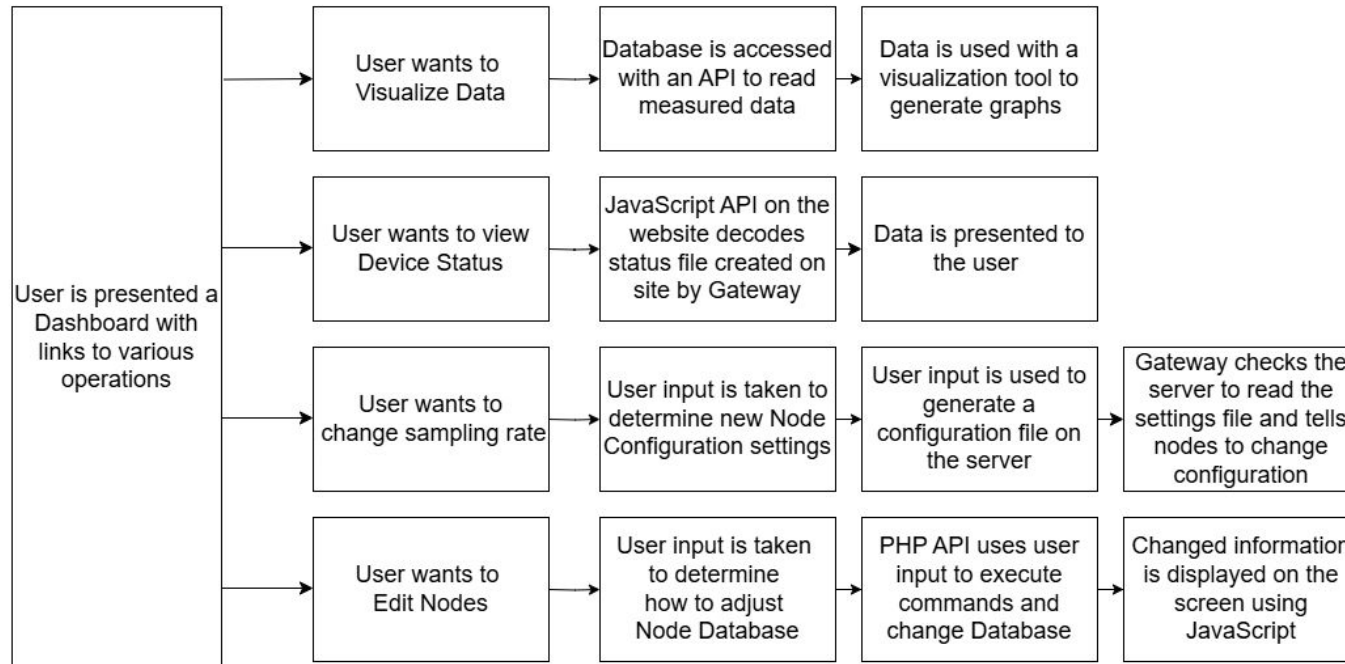 User is presented a
Dashboard with
links to various
operations
User wants to
Visualize Data
Database is accessed
with an API to read
measured data
Data is used with a
visualization tool to
generate graphs
User wants to view
Device Status
JavaScript API on the
website decodes
status file created on
site by Gateway
Data is presented to
the user
User wants to
change sampling rate
User input is taken to
determine new Node
Configuration settings
User input is used to
generate a
configuration file on
the server
Gateway checks the
server to read the
settings file and tells
nodes to change
configuration
User wants to
Edit Nodes
User input is taken
to determine
how to adjust
Node Database
PHP API uses user
input to execute
commands and
change Database
Changed information
is displayed on the
screen using
JavaScript